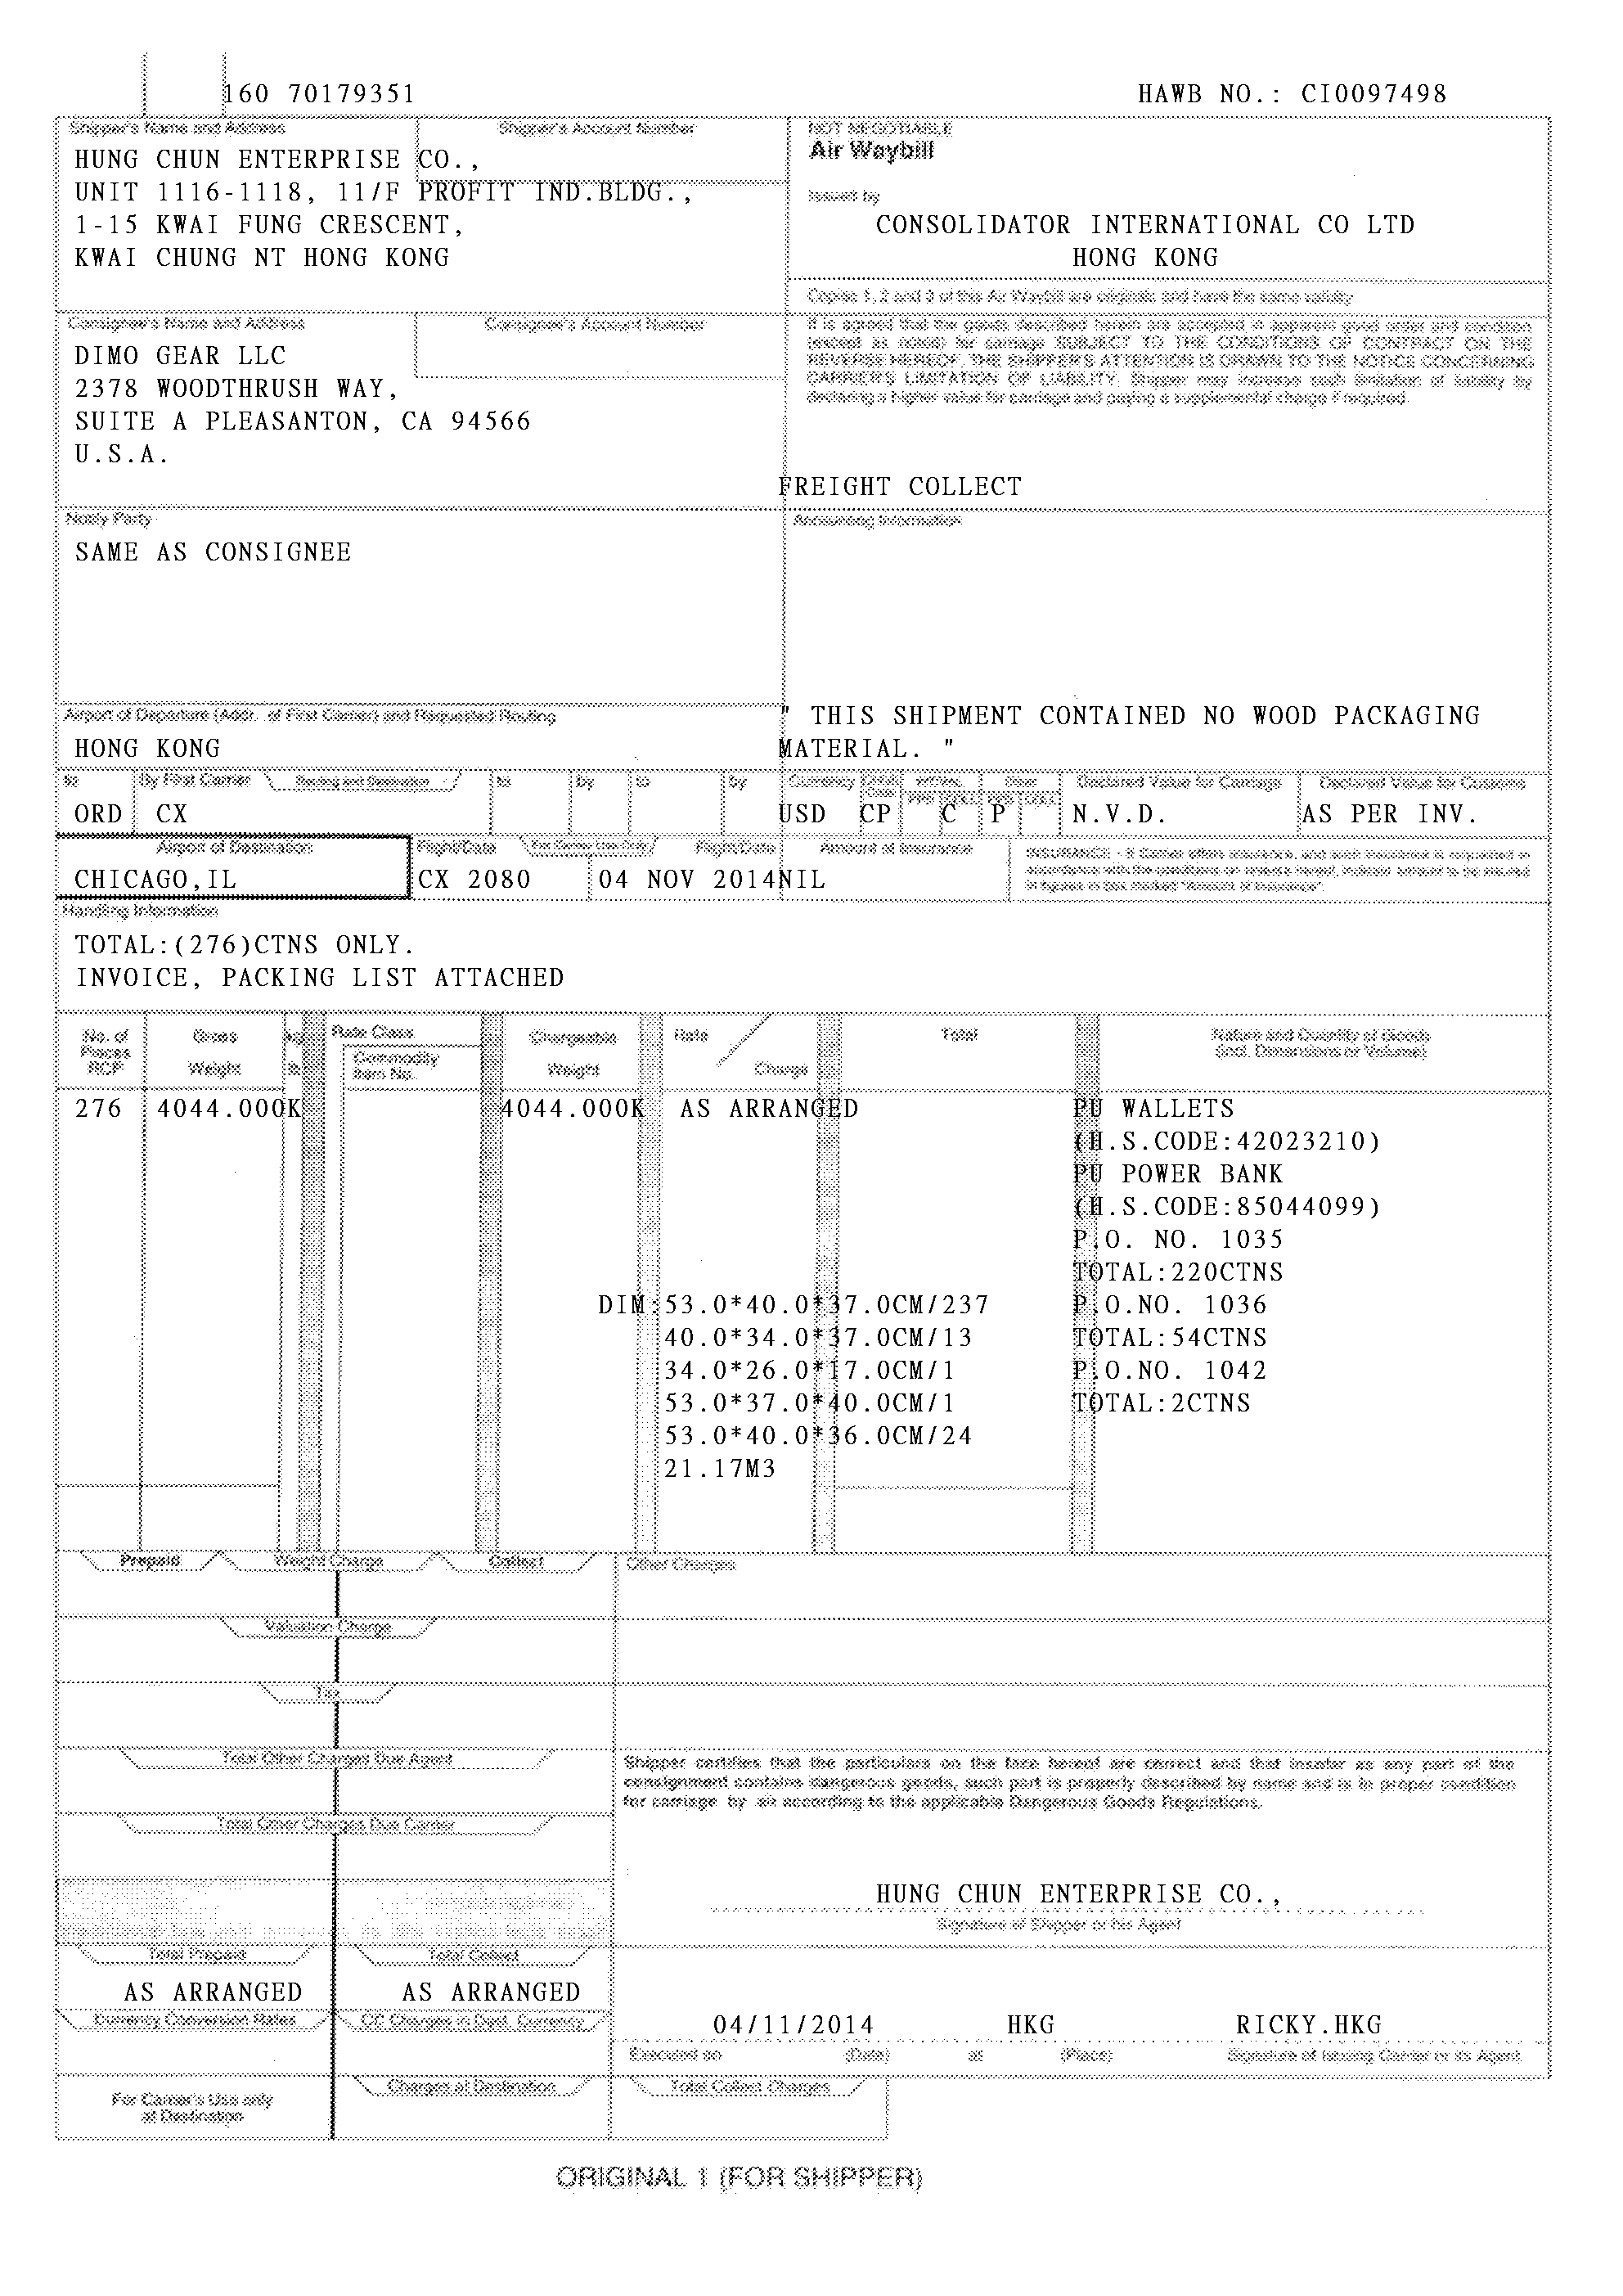 160 70179351
HAWB NO.: CI0097498
Shipper's Name and Address
Shipper's Account Number
HUNG CHUN ENTERPRISE CO.,
UNIT 1116-1118, 11/F PROFIT IND.BLDG.,
1-15 KWAI FUNG CRESCENT,
KWAI CHUNG NT HONG KONG
NOT NEGOTIABLE
Air Waybill
Issued by
CONSOLIDATOR INTERNATIONAL CO LTD
HONG KONG
Copies 1, 2 and 3 of this Air Waybill are originals and have the same validity
Consignee's Name and Address
Consignee's Account Number
DIMO GEAR LLC
2378 WOODTHRUSH WAY,
SUITE A PLEASANTON, CA 94566
U.S.A.
It is agreed that the goods described herein are accepted in apparent good order and condition
(except as noted) for carriage SUBJECT TO THE CONDITIONS OF CONTRACT ON THE
REVERSE HEREOF. THE SHIPPER'S ATTENTION IS DRAWN TO THE NOTICE CONCERNING
CARRIER'S LIMITATION OF LIABILITY. Shipper may increase such limitation of liability by
declaring a higher value for carriage and paying a supplemental charge if required.
FREIGHT COLLECT
Notify Party
SAME AS CONSIGNEE
Accounting Information
Airport of Departure (Addr. of First Carrier) and Requested Routing
HONG KONG
" THIS SHIPMENT CONTAINED NO WOOD PACKAGING
MATERIAL. "
to By First Carrier Routing and Destination to by to by Currency WT/VAL Other Declared Value for Carriage Declared Value for Customs
PPD COLL PPD COLL
ORD CX USD CP C P N.V.D. AS PER INV.
Airport of Destination Flight/Date For Carrier Use Only Flight/Date Amount of Insurance
CHICAGO,IL CX 2080 04 NOV 2014 NIL
INSURANCE - If Carrier offers insurance, and such insurance is requested in
accordance with the conditions on reverse hereof, indicate amount to be insured
in figures in box marked "Amount of Insurance".
Handling Information
TOTAL:(276)CTNS ONLY.
INVOICE, PACKING LIST ATTACHED
No. of Pieces RCP
Gross Weight
kg lb
Rate Class
Commodity Item No.
Chargeable Weight
Rate / Charge
Total
Nature and Quantity of Goods
(incl. Dimensions or Volume)
276 4044.000K 4044.000K AS ARRANGED PU WALLETS
(H.S.CODE:42023210)
PU POWER BANK
(H.S.CODE:85044099)
P.O. NO. 1035
TOTAL:220CTNS
DIM:53.0*40.0*37.0CM/237 P.O.NO. 1036
40.0*34.0*37.0CM/13 TOTAL:54CTNS
34.0*26.0*17.0CM/1 P.O.NO. 1042
53.0*37.0*40.0CM/1 TOTAL:2CTNS
53.0*40.0*36.0CM/24
21.17M3
Prepaid Weight Charge Collect Other Charges
Valuation Charge
Tax
Total Other Charges Due Agent
Shipper certifies that the particulars on the face hereof are correct and that insofar as any part of the
consignment contains dangerous goods, such part is properly described by name and is in proper condition
for carriage by air according to the applicable Dangerous Goods Regulations.
Total Other Charges Due Carrier
HUNG CHUN ENTERPRISE CO.,
Signature of Shipper or his Agent
Total Prepaid Total Collect
AS ARRANGED AS ARRANGED
Currency Conversion Rates CC Charges in Dest. Currency
04/11/2014 HKG RICKY.HKG
Executed on (Date) at (Place) Signature of Issuing Carrier or its Agent
For Carrier's Use only
at Destination
Charges at Destination
Total Collect Charges
ORIGINAL 1 (FOR SHIPPER)